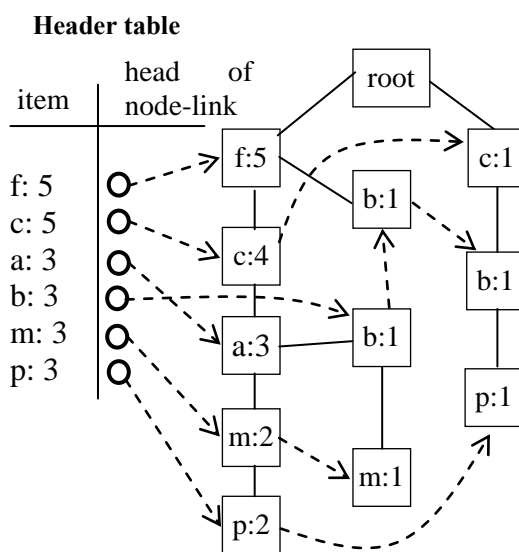 Header table
item
head of
node-link
f: 5
c: 5
a: 3
b: 3
m: 3
p: 3
root
f:5
c:1
b:1
c:4
b:1
a:3
b:1
p:1
m:2
m:1
p:2